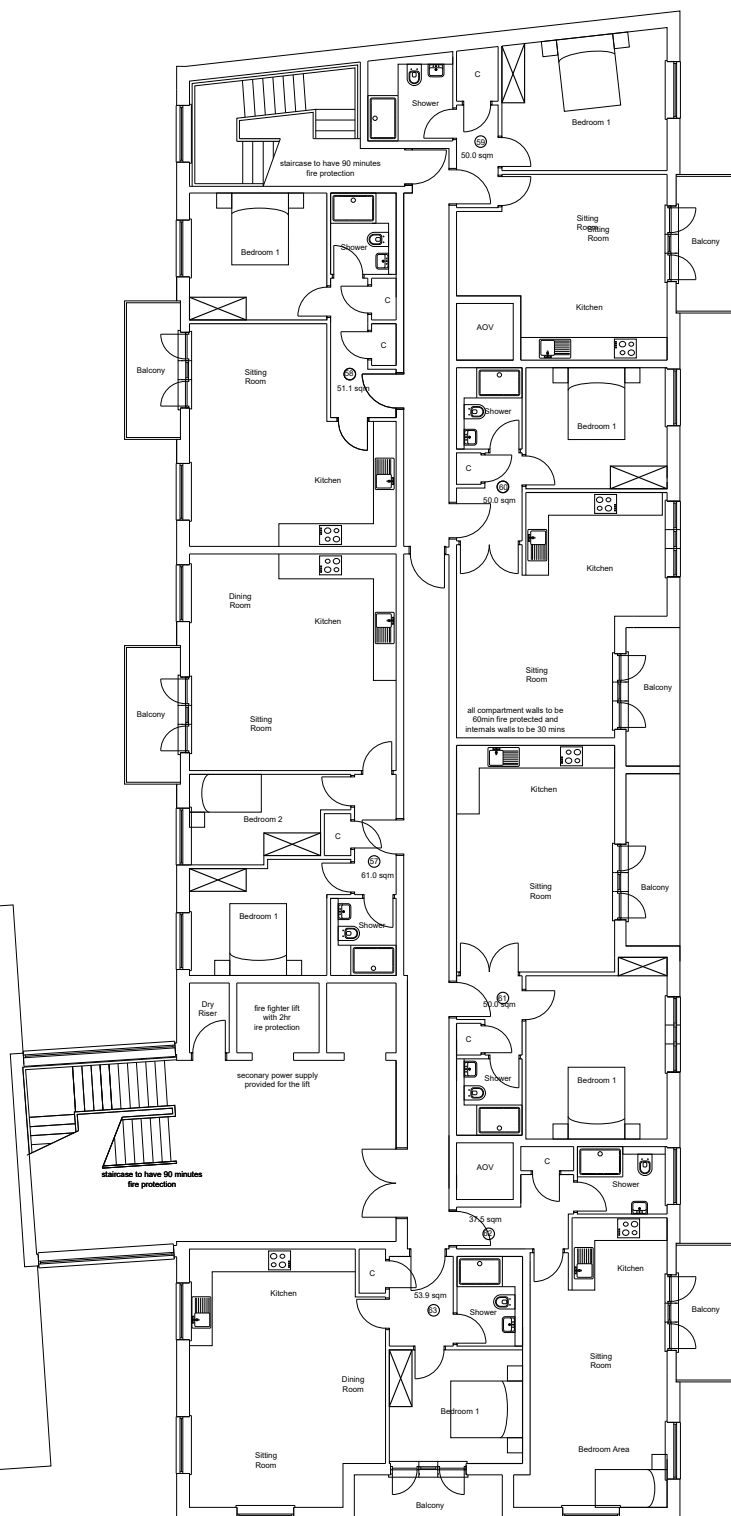 C
Shower
Bedroom 1
59
50.0 sqm
staircase to have 90 minutes
fire protection
Sitting
Room
Sitting
Room
Balcony
Kitchen
AOV
Bedroom 1
Shower
C
C
58
51.1 sqm
Balcony
Sitting
Room
Kitchen
Shower
Bedroom 1
C
60
50.0 sqm
Kitchen
Sitting
Room
all compartment walls to be
60min fire protected and
internals walls to be 30 mins
Balcony
Dining
Room
Kitchen
Balcony
Sitting
Room
Bedroom 2
C
57
61.0 sqm
Bedroom 1
Shower
Kitchen
Sitting
Room
Balcony
61
50.0 sqm
C
Shower
Bedroom 1
Dry
Riser
fire fighter lift
with 2hr
ire protection
seconary power supply
provided for the lift
staircase to have 90 minutes
fire protection
AOV
C
Shower
37.5 sqm
62
Kitchen
Balcony
Sitting
Room
Bedroom Area
C
53.9 sqm
63
Shower
Kitchen
Dining
Room
Bedroom 1
Sitting
Room
Balcony